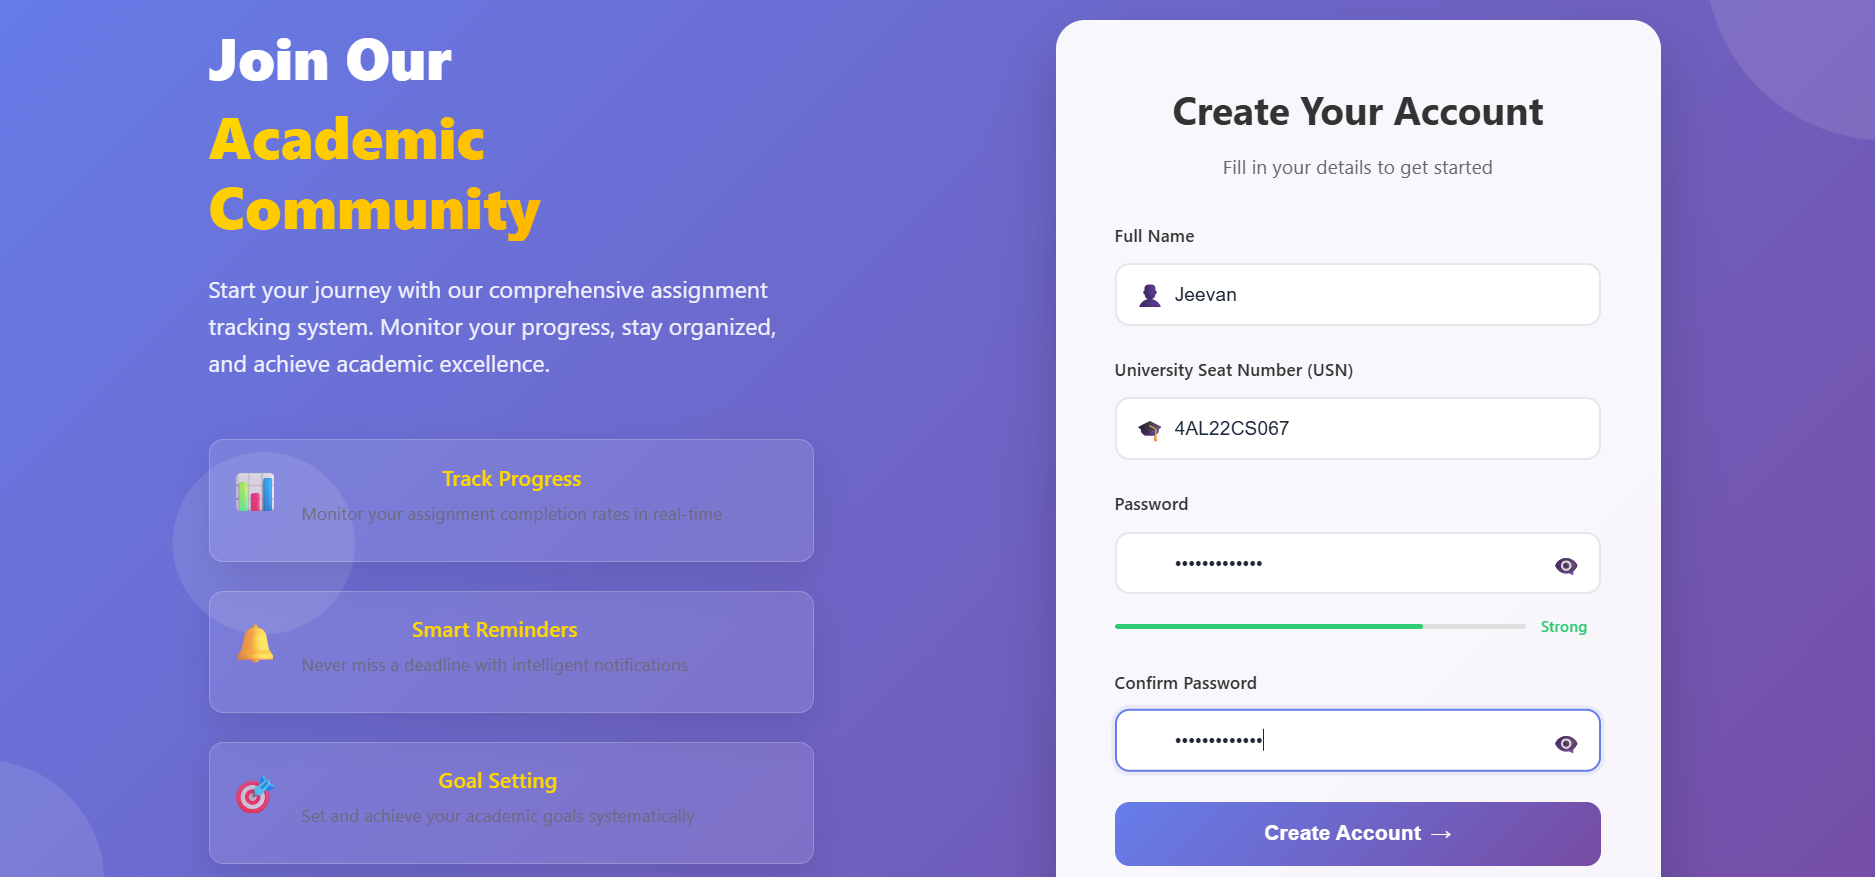 Join Our
Academic
Community
Start your journey with our comprehensive assignment
tracking system. Monitor your progress, stay organized,
and achieve academic excellence.
Track Progress
Monitor your assignment completion rates in real-time
Smart Reminders
Never miss a deadline with intelligent notifications
Goal Setting
Set and achieve your academic goals systematically
Create Your Account
Fill in your details to get started
Full Name
Jeevan
University Seat Number (USN)
4AL22CS067
Password
•••••••••••••
Strong
Confirm Password
•••••••••••••
Create Account →